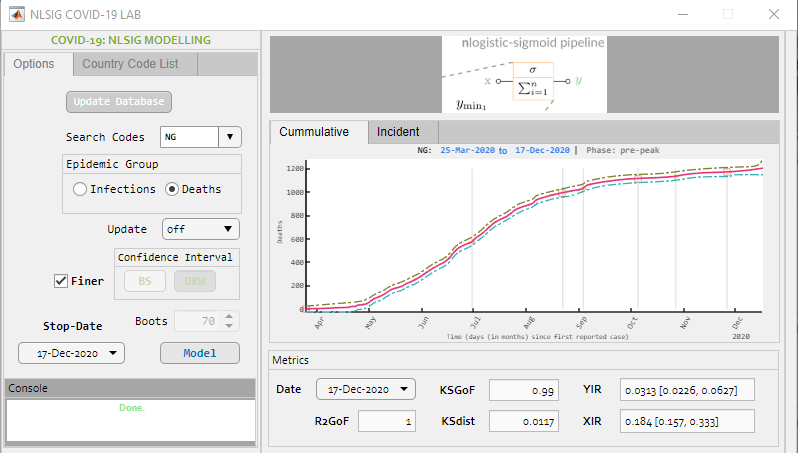 NLSIG COVID-19 LAB
COVID-19: NLSIG MODELLING
Options
Country Code List
Update Database
Search Codes
NG
Epidemic Group
Infections
Deaths
Update
off
Confidence Interval
Finer
BS
DKW
Boots
70
Stop-Date
17-Dec-2020
Model
Console
Done.
nlogistic-sigmoid pipeline
x
σ
∑ⁿᵢ₌₁
y
yₘᵢₙ₁
Cummulative
Incident
NG: 25-Mar-2020 to 17-Dec-2020 | Phase: pre-peak
1200
1000
800
600
400
200
0
Deaths
Apr
May
Jun
Jul
Aug
Sep
Oct
Nov
Dec
Time (days (in months) since first reported case)
2020
Metrics
Date
17-Dec-2020
KSGoF
0.99
YIR
0.0313 [0.0226, 0.0627]
R2GoF
1
KSdist
0.0117
XIR
0.184 [0.157, 0.333]